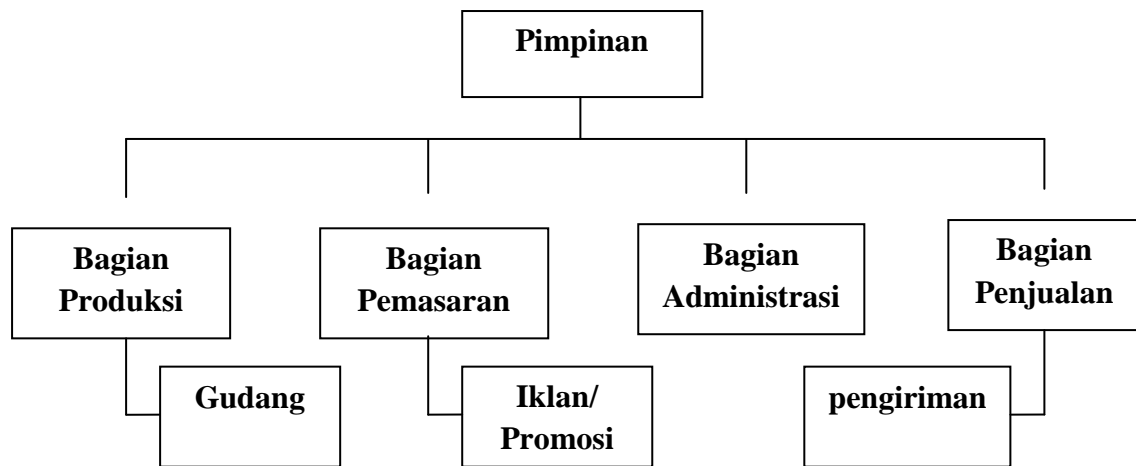 Pimpinan
Bagian
Produksi
Bagian
Pemasaran
Bagian
Administrasi
Bagian
Penjualan
Gudang
Iklan/
Promosi
pengiriman